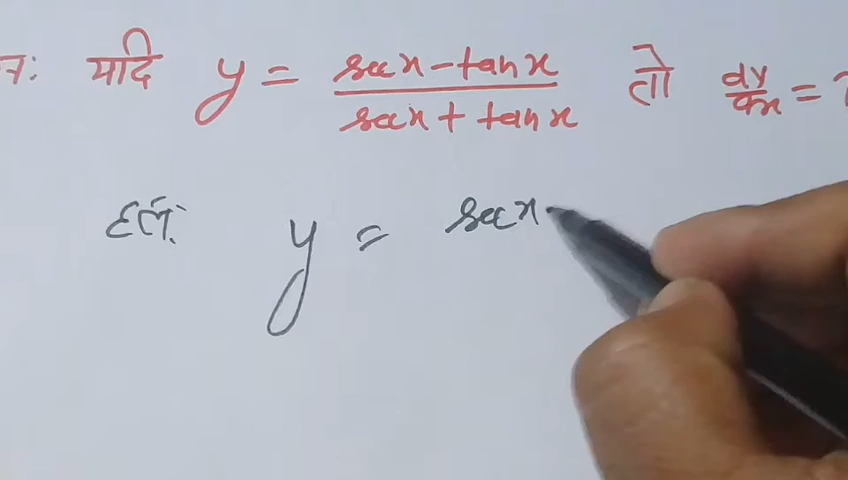 यदि y = (sec x - tan x)/(sec x + tan x) तो dy/dx = ?
हल: y = sec x